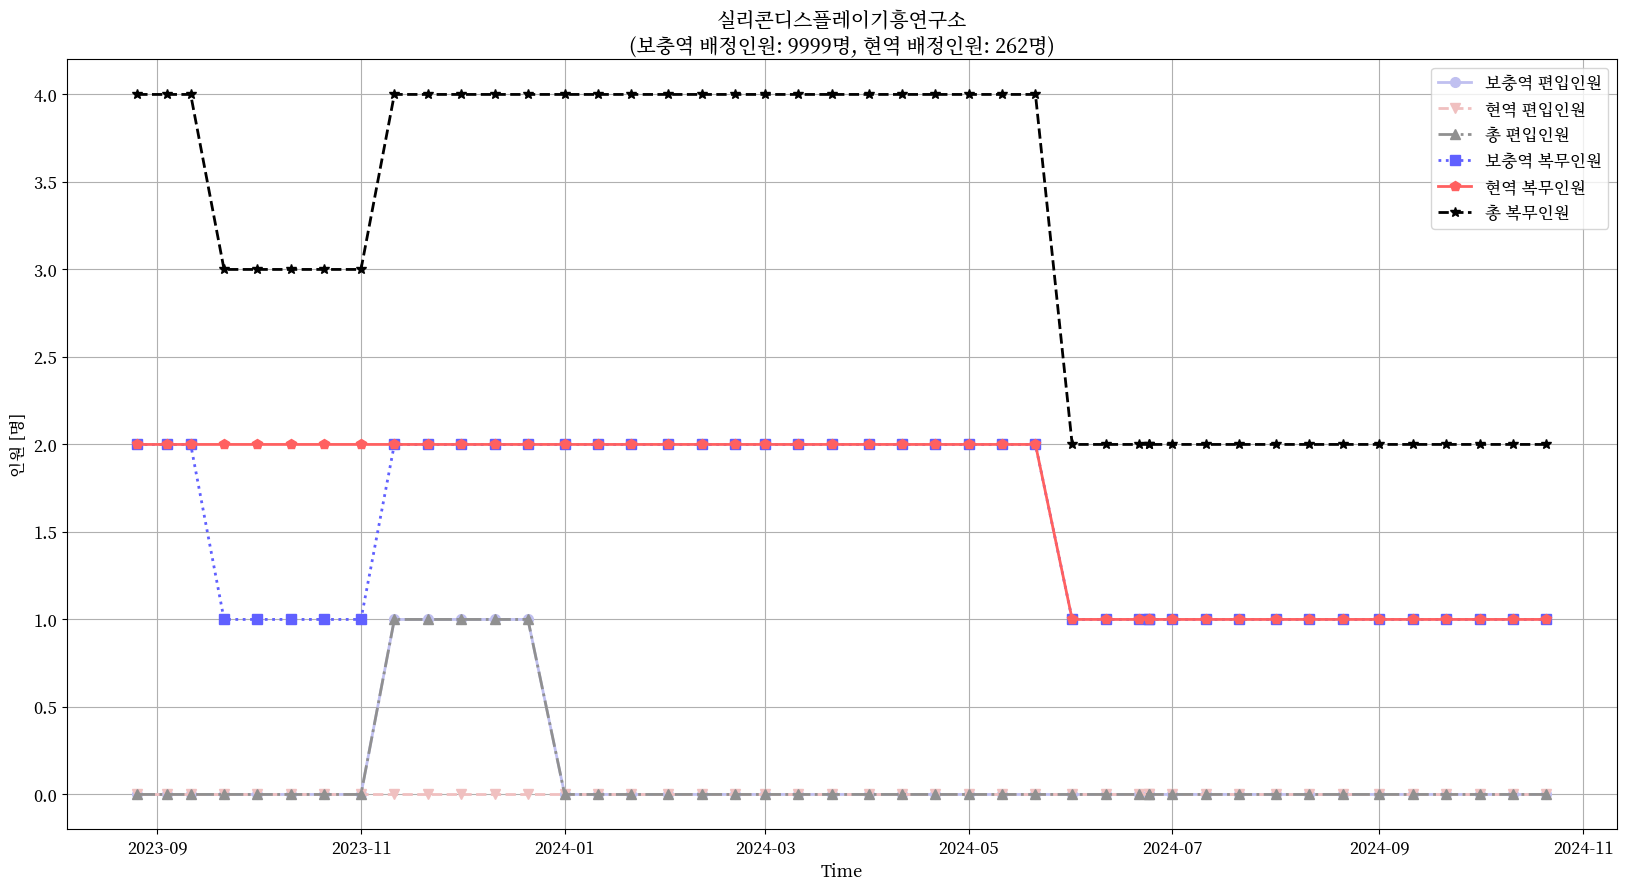 실리콘디스플레이기흥연구소
(보충역 배정인원: 9999명, 현역 배정인원: 262명)
보충역 편입인원
현역 편입인원
총 편입인원
보충역 복무인원
현역 복무인원
총 복무인원
4.0
3.5
3.0
2.5
2.0
1.5
1.0
0.5
0.0
인원 [명]
2023-09
2023-11
2024-01
2024-03
2024-05
2024-07
2024-09
2024-11
Time